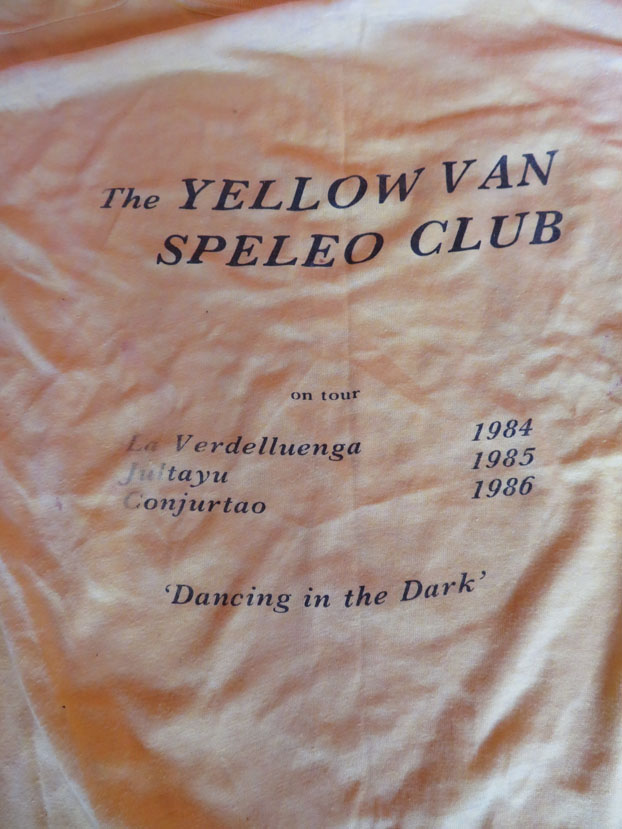 The YELLOW VAN
SPELEO CLUB
on tour
La Verdelluenga 1984
Jultayu 1985
Conjurtao 1986
‘Dancing in the Dark’